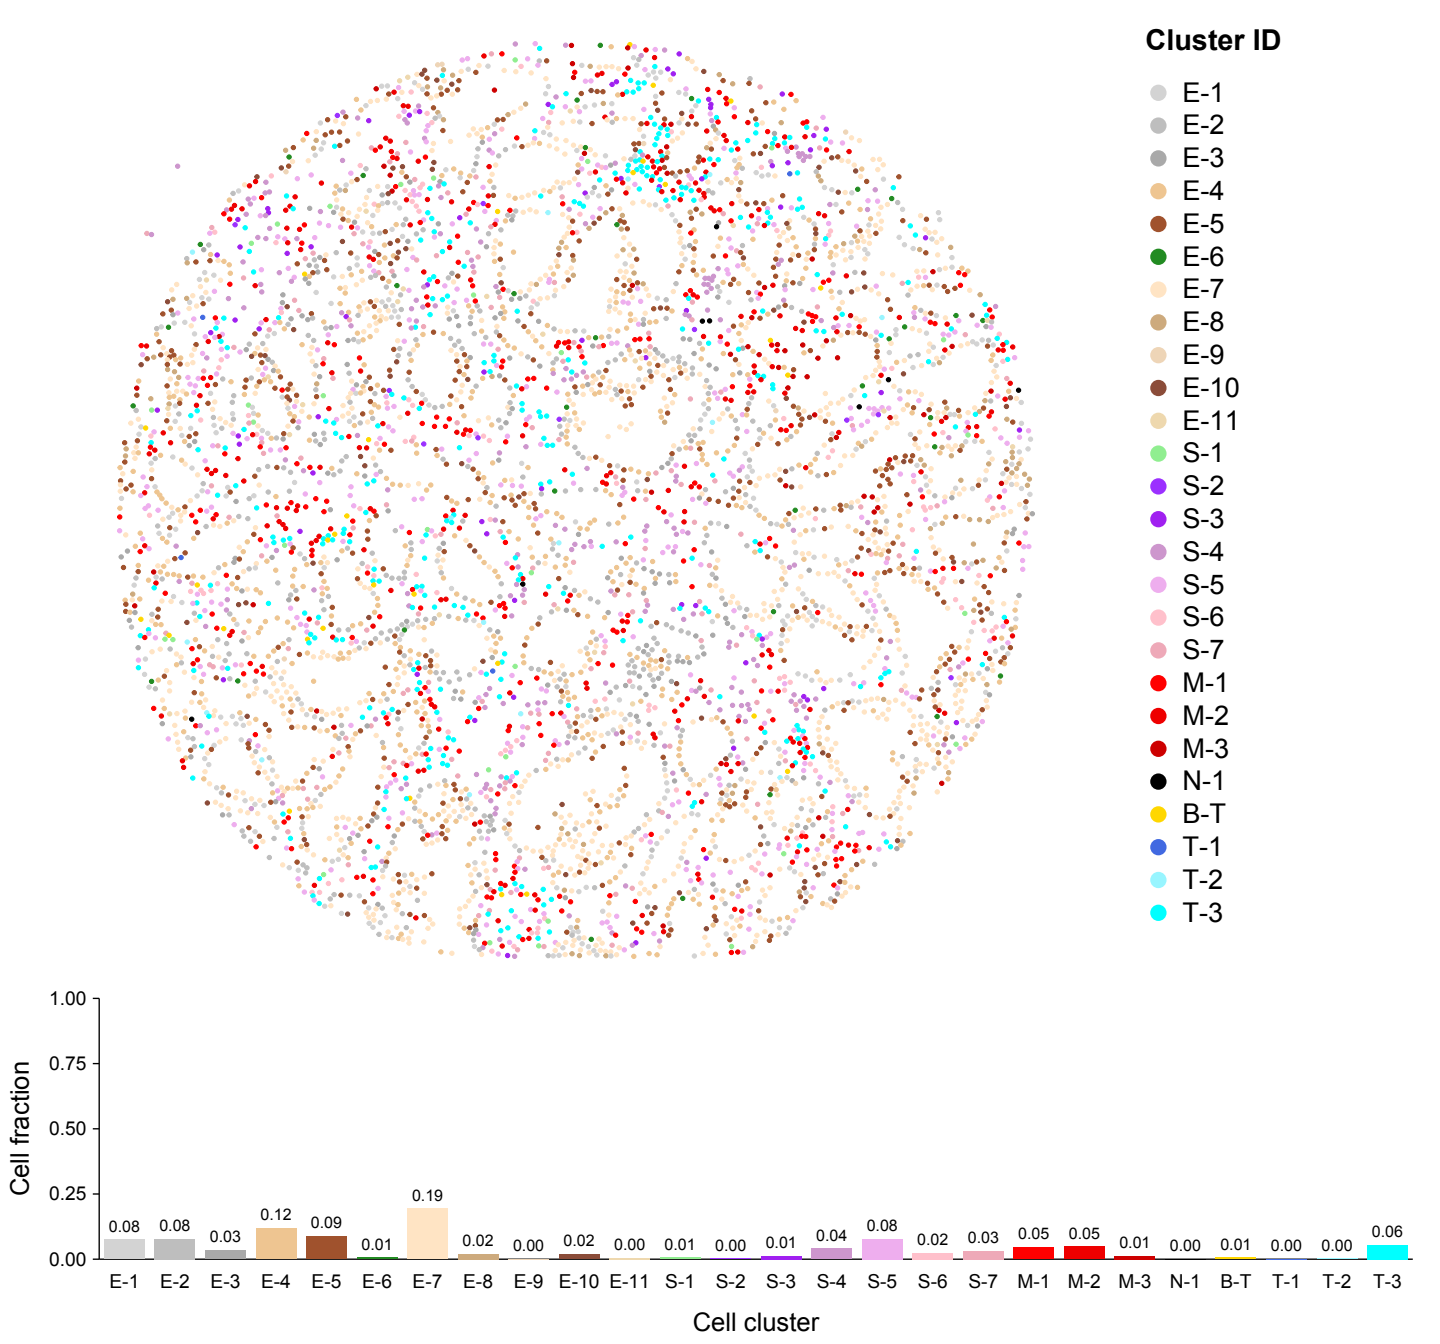 Cluster ID
E-1
E-2
E-3
E-4
E-5
E-6
E-7
E-8
E-9
E-10
E-11
S-1
S-2
S-3
S-4
S-5
S-6
S-7
M-1
M-2
M-3
N-1
B-T
T-1
T-2
T-3
Cell fraction
1.00
0.75
0.50
0.25
0.00
0.08 0.08 0.03 0.12 0.09 0.01 0.19 0.02 0.00 0.02 0.00 0.01 0.00 0.01 0.04 0.08 0.02 0.03 0.05 0.05 0.01 0.00 0.01 0.00 0.00 0.06
E-1 E-2 E-3 E-4 E-5 E-6 E-7 E-8 E-9 E-10 E-11 S-1 S-2 S-3 S-4 S-5 S-6 S-7 M-1 M-2 M-3 N-1 B-T T-1 T-2 T-3
Cell cluster